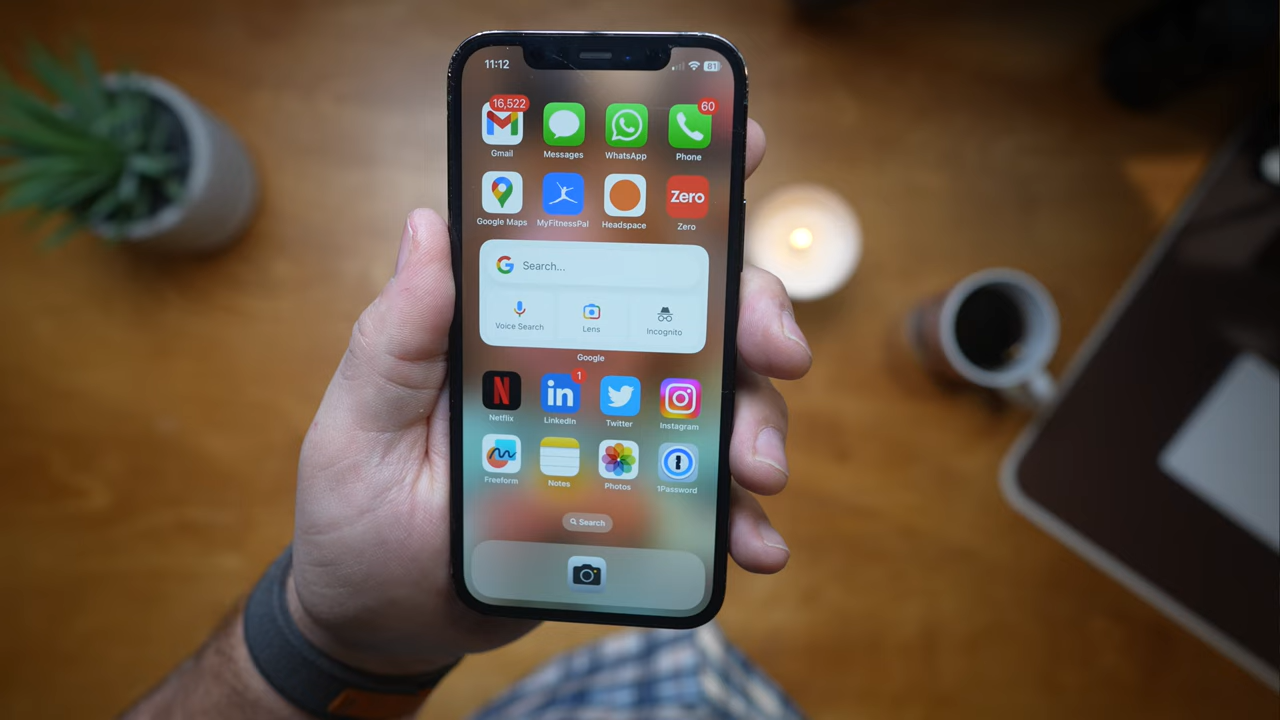 11:12 81
16,522 60
Gmail Messages WhatsApp Phone
Zero
Google Maps MyFitnessPal Headspace Zero
G Search...
Voice Search Lens Incognito
Google
N in 1
Netflix LinkedIn Twitter Instagram
Freeform Notes Photos 1Password
Search